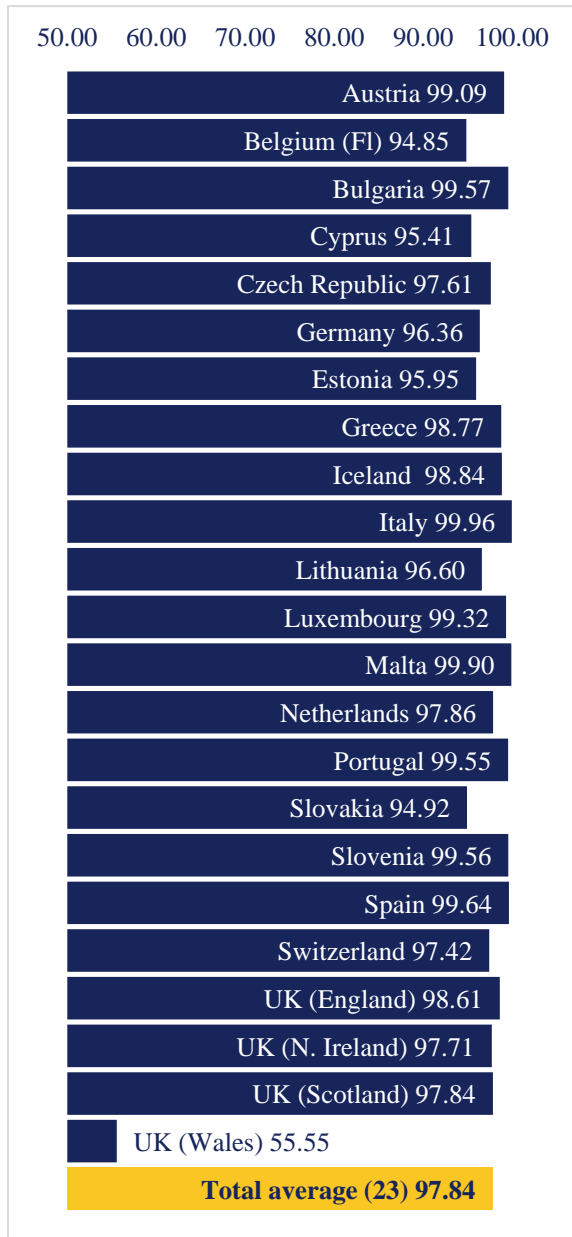 50.00 60.00 70.00 80.00 90.00 100.00
Austria 99.09
Belgium (Fl) 94.85
Bulgaria 99.57
Cyprus 95.41
Czech Republic 97.61
Germany 96.36
Estonia 95.95
Greece 98.77
Iceland 98.84
Italy 99.96
Lithuania 96.60
Luxembourg 99.32
Malta 99.90
Netherlands 97.86
Portugal 99.55
Slovakia 94.92
Slovenia 99.56
Spain 99.64
Switzerland 97.42
UK (England) 98.61
UK (N. Ireland) 97.71
UK (Scotland) 97.84
UK (Wales) 55.55
Total average (23) 97.84